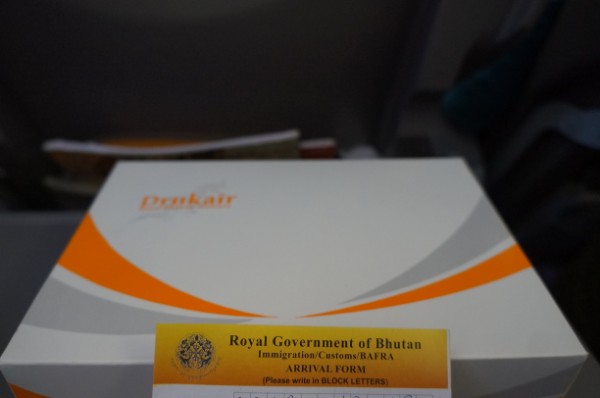 Drukair
Royal Government of Bhutan
Immigration/Customs/BAFRA
ARRIVAL FORM
(Please write in BLOCK LETTERS)